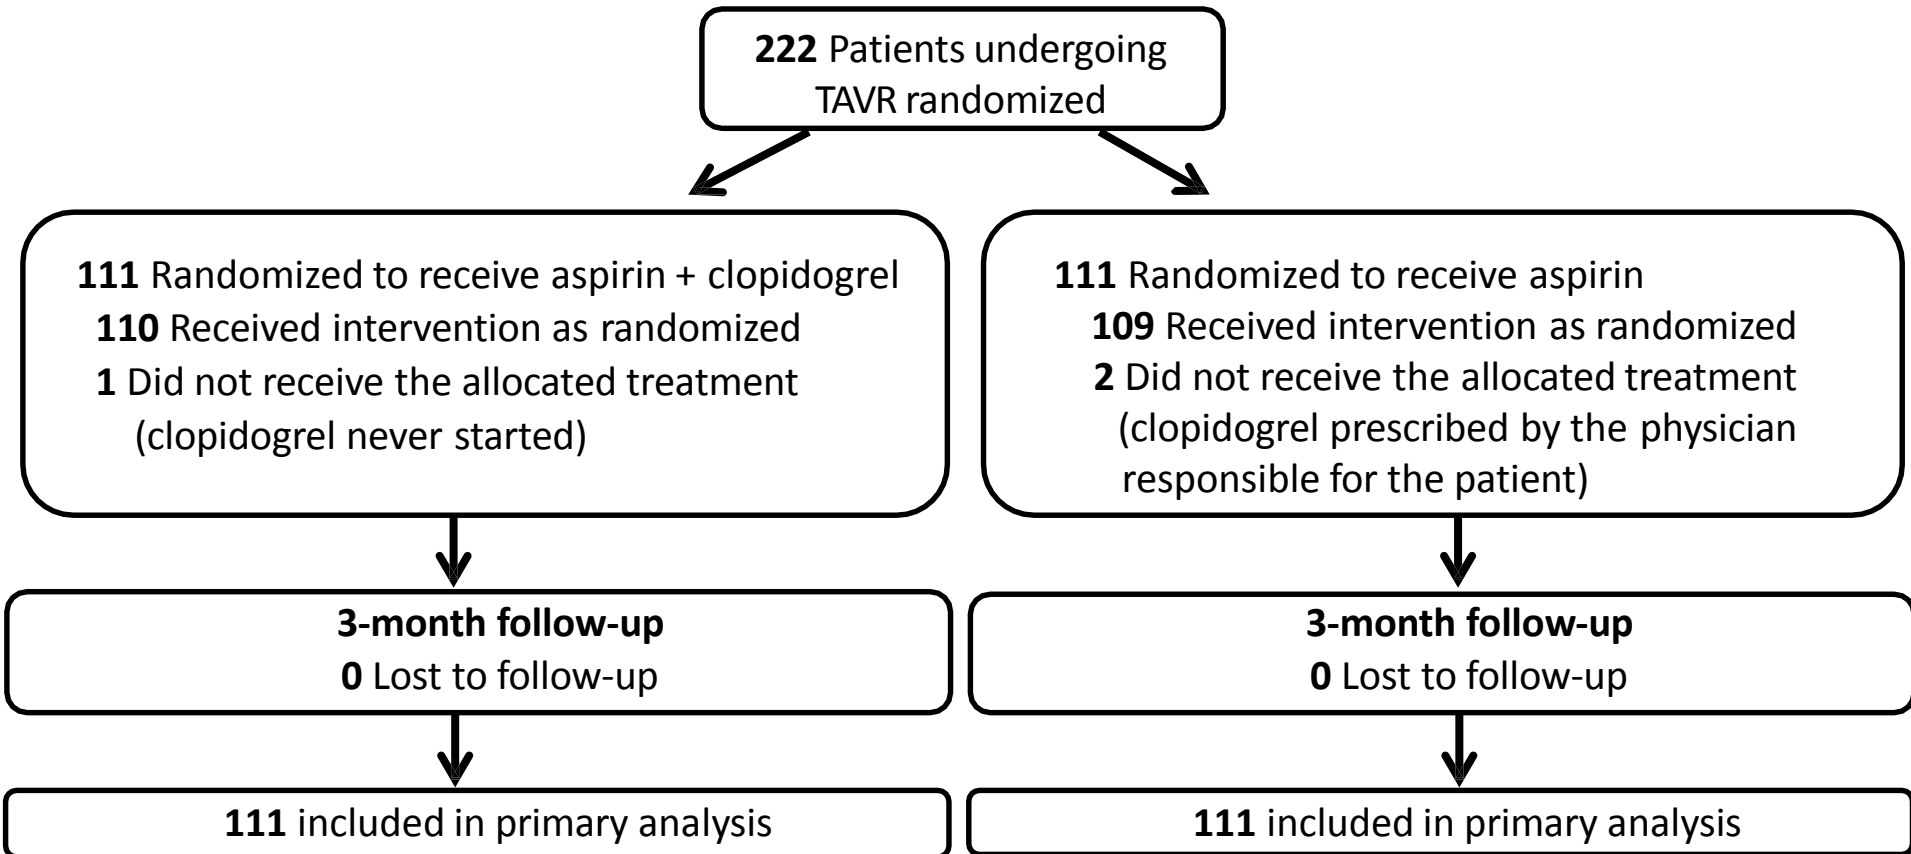 222 Patients undergoing
TAVR randomized
111 Randomized to receive aspirin + clopidogrel
110 Received intervention as randomized
1 Did not receive the allocated treatment
(clopidogrel never started)
111 Randomized to receive aspirin
109 Received intervention as randomized
2 Did not receive the allocated treatment
(clopidogrel prescribed by the physician
responsible for the patient)
3-month follow-up
0 Lost to follow-up
3-month follow-up
0 Lost to follow-up
111 included in primary analysis
111 included in primary analysis